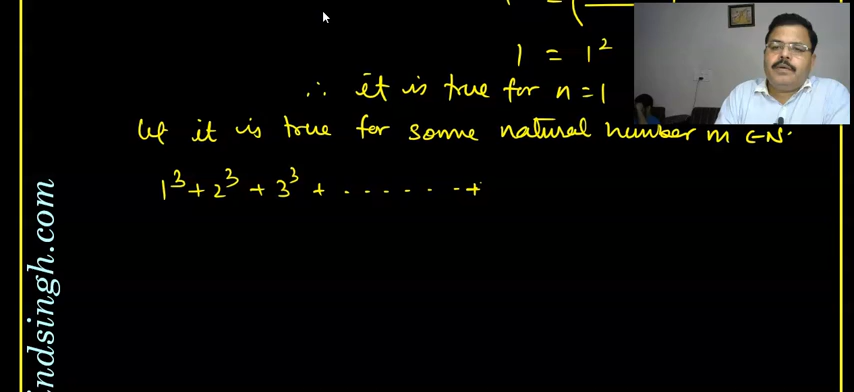 1 = 1²
∴ it is true for n = 1
let it is true for some natural number m ∈ N.
1³ + 2³ + 3³ + . . . . . . . +
ndsingh.com